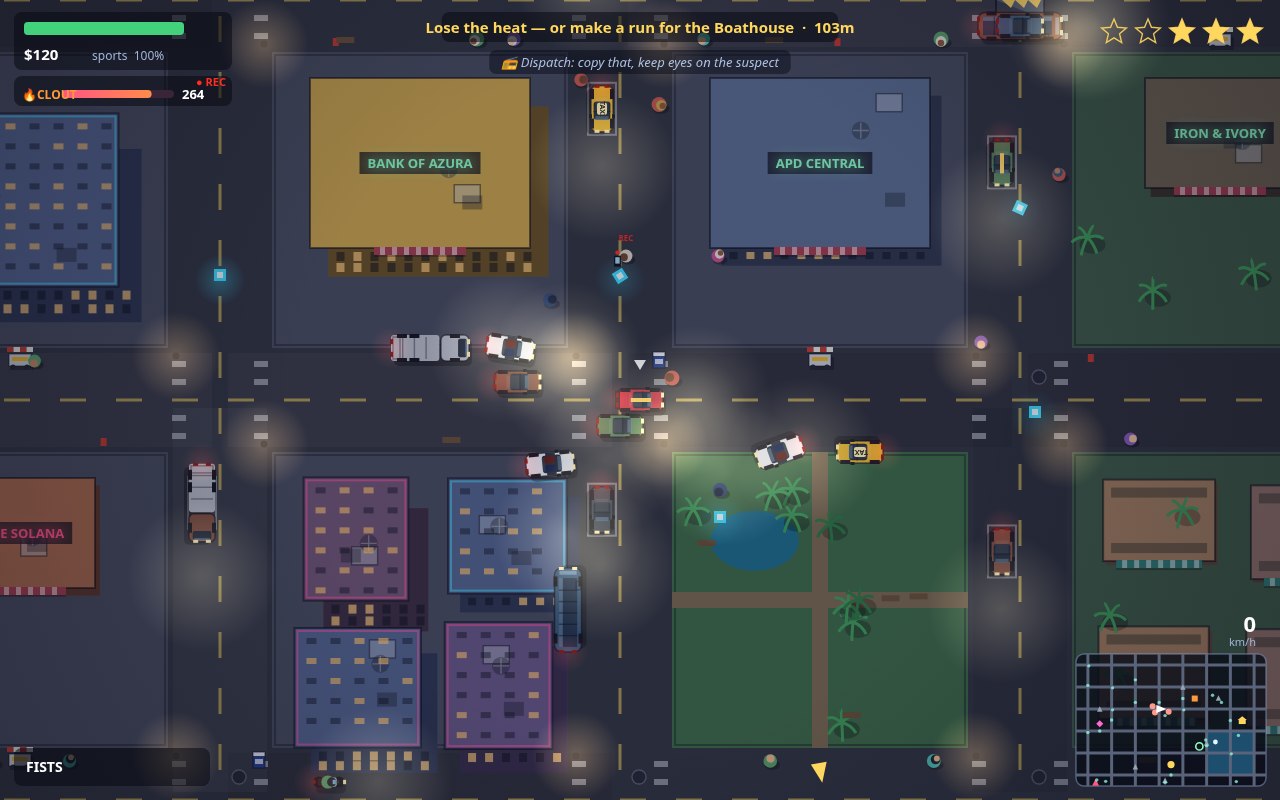 Lose the heat — or make a run for the Boathouse · 103m
$120 sports 100%
📻 Dispatch: copy that, keep eyes on the suspect
● REC
🔥CLOUT 264
TAXI
BANK OF AZURA
APD CENTRAL
IRON & IVORY
REC
TAXI
E SOLANA
0
km/h
FISTS